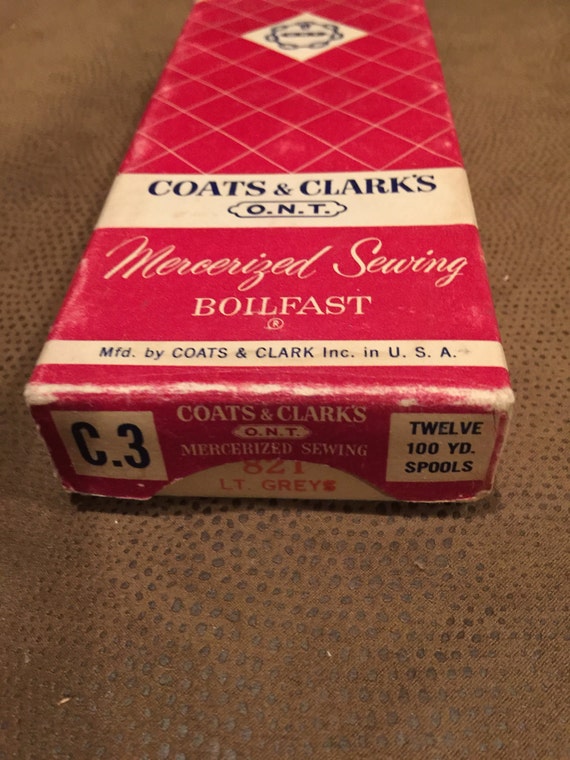 COATS & CLARK'S
O.N.T.
Mercerized Sewing
BOILFAST
®
Mfd. by COATS & CLARK Inc. in U. S. A.
C.3
COATS & CLARK'S
O.N.T.
MERCERIZED SEWING
821
LT. GREYS
TWELVE
100 YD.
SPOOLS